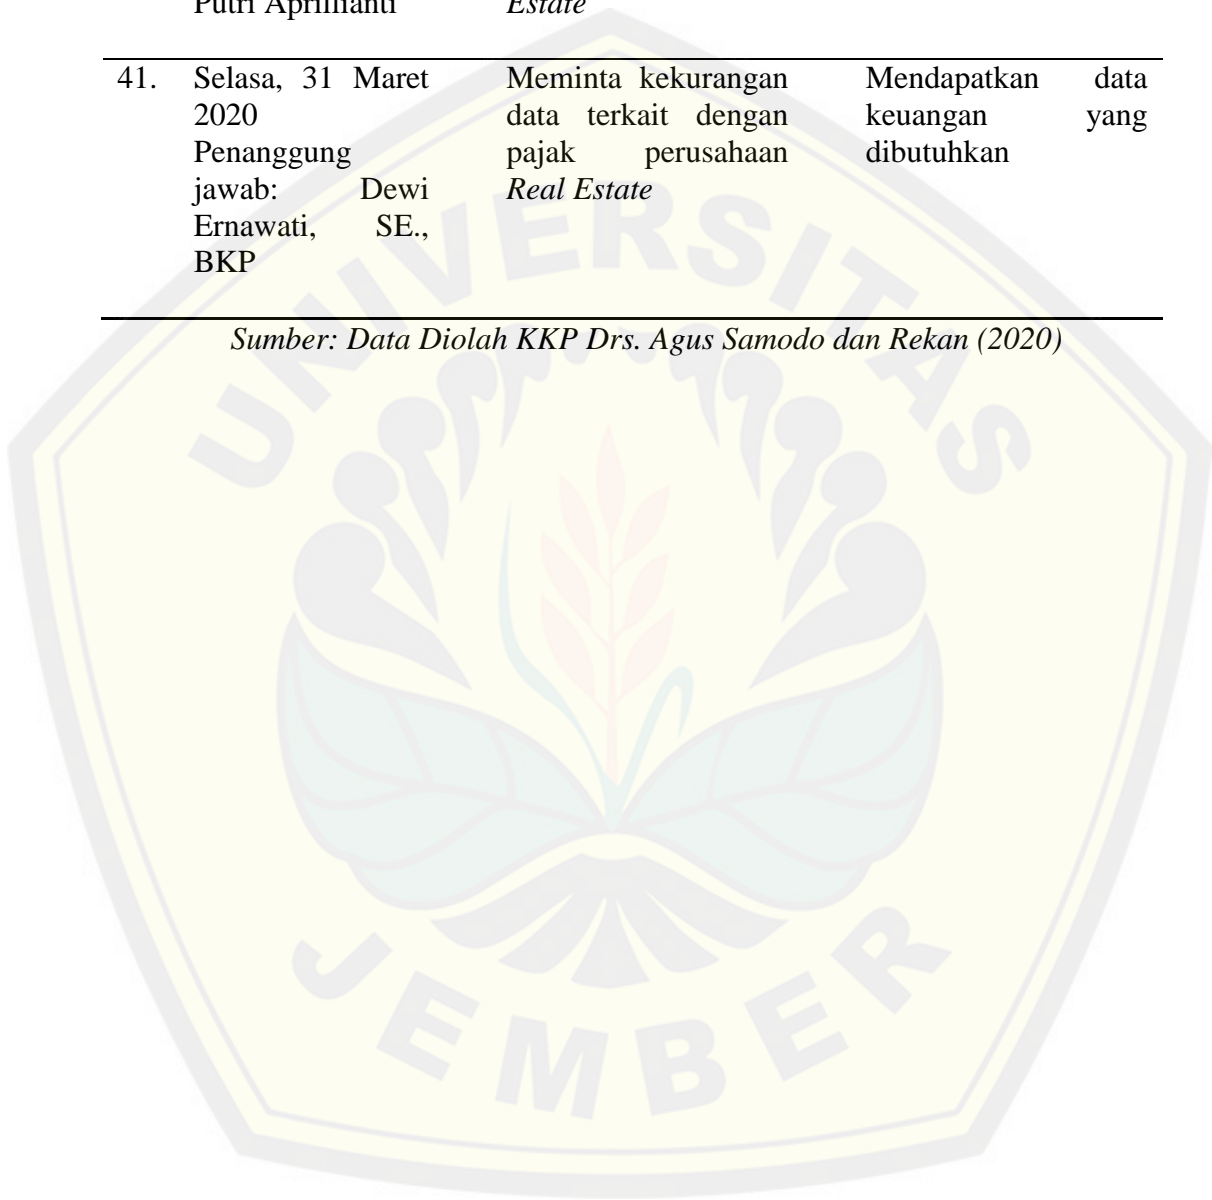 Putri Aprillianti Estate
41. Selasa, 31 Maret Meminta kekurangan Mendapatkan data
2020 data terkait dengan keuangan yang
Penanggung pajak perusahaan dibutuhkan
jawab: Dewi Real Estate
Ernawati, SE.,
BKP
Sumber: Data Diolah KKP Drs. Agus Samodo dan Rekan (2020)
UNIVERSITAS
JEMBER